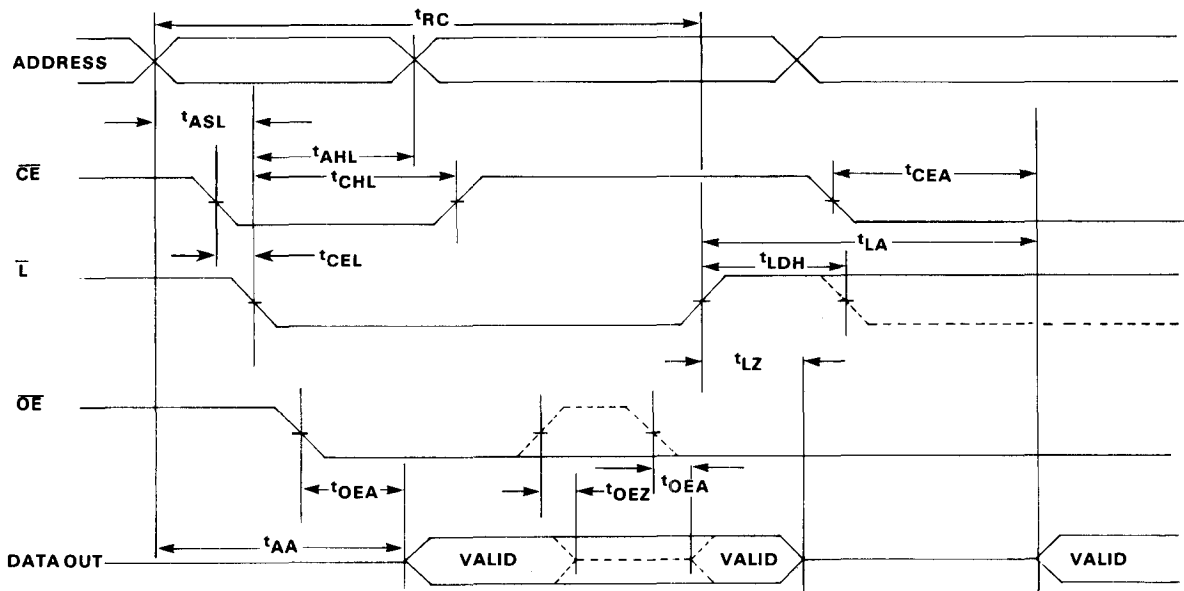 tRC
ADDRESS
tASL
tAHL
CE
tCHL
tCEA
tCEL
tLA
L
tLDH
tLZ
OE
tOEA
tOEZ
tOEA
tAA
DATA OUT
VALID
VALID
VALID